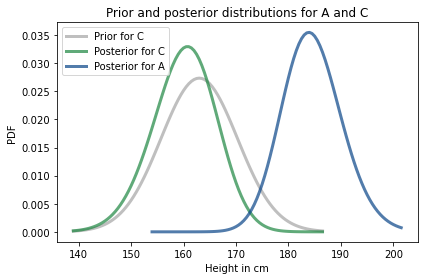 Prior and posterior distributions for A and C
Prior for C
Posterior for C
Posterior for A
PDF
0.035
0.030
0.025
0.020
0.015
0.010
0.005
0.000
140 150 160 170 180 190 200
Height in cm